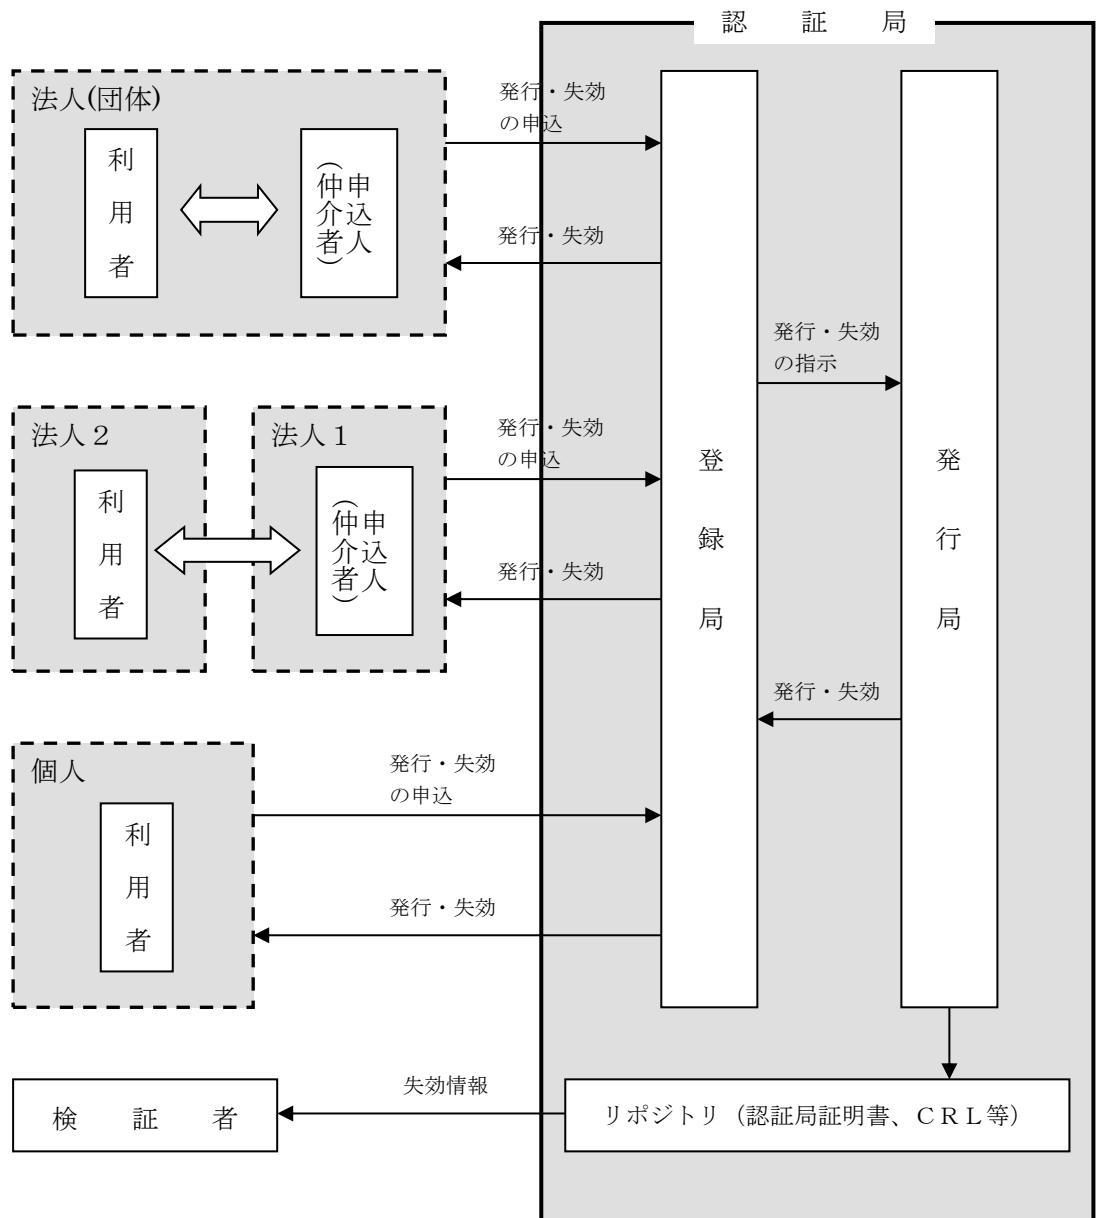 認証局
法人(団体)
利用者
申込人
(仲介者)
発行・失効
の申込
発行・失効
発行・失効
の指示
法人２
利用者
法人１
申込人
(仲介者)
発行・失効
の申込
発行・失効
登録局
発行局
発行・失効
個人
利用者
発行・失効
の申込
発行・失効
検証者
失効情報
リポジトリ（認証局証明書、ＣＲＬ等）